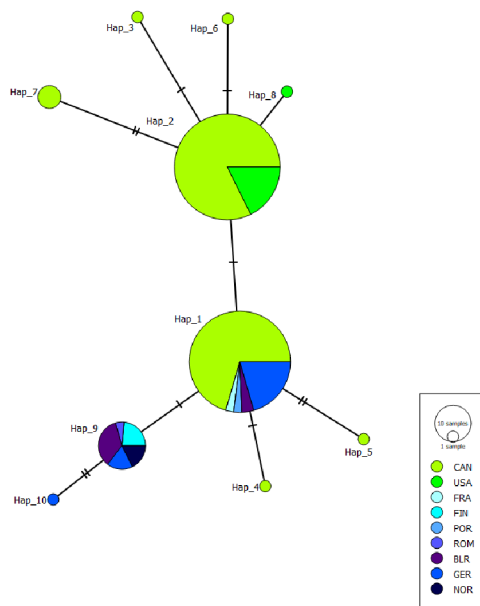 Hap_3
Hap_6
Hap_7
Hap_8
Hap_2
Hap_1
Hap_9
Hap_5
Hap_4
Hap_10
10 samples
1 sample
CAN
USA
FRA
FIN
POR
ROM
BLR
GER
NOR